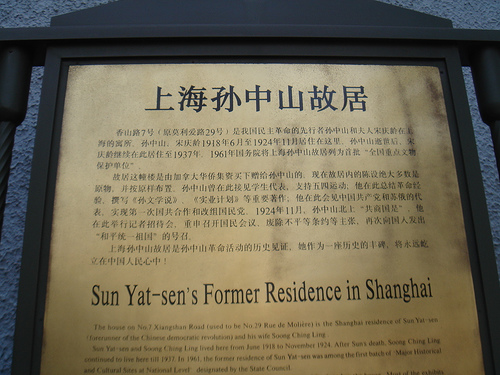 上海孙中山故居
香山路7号（原莫利爱路29号）是我国民主革命的先行者孙中山和夫人宋庆龄在上
海的寓所。孙中山、宋庆龄1918年6月至1924年11月居住在这里。孙中山逝世后，宋
庆龄继续在此居住至1937年。1961年国务院将上海孙中山故居列为首批“全国重点文物
保护单位”。
故居这幢楼是由加拿大华侨集资买下赠给孙中山的。现在故居内的陈设绝大多数是
原物，并按原样布置。孙中山曾在此接见学生代表，支持五四运动，他在此总结革命经
验，撰写《孙文学说》、《实业计划》等重要著作。他在此会见中国共产党和苏俄的代
表，实现第一次国共合作和改组国民党。1924年11月，孙中山北上“共商国是”，他
在此举行记者招待会，重申召开国民会议、废除不平等条约等主张，再次向国人发出
“和平统一祖国”的号召。
上海孙中山故居是孙中山革命活动的历史见证，她作为一座历史的丰碑，将永远屹
立在中国人民心中！
Sun Yat-sen's Former Residence in Shanghai
The house on No.7 Xiangshan Road (used to be No.29 Rue de Molière) is the Shanghai residence of Sun Yat-sen
(forerunner of the Chinese democratic revolution) and his wife Soong Ching Ling.
Sun Yat-sen and Soong Ching Ling lived here from June 1918 to November 1924. After Sun's death, Soong Ching Ling
continued to live here till 1937. In 1961, the former residence of Sun Yat-sen was among the first batch of "Major Historical
and Cultural Sites at National Level" designated by the State Council.
Most of the exhibits